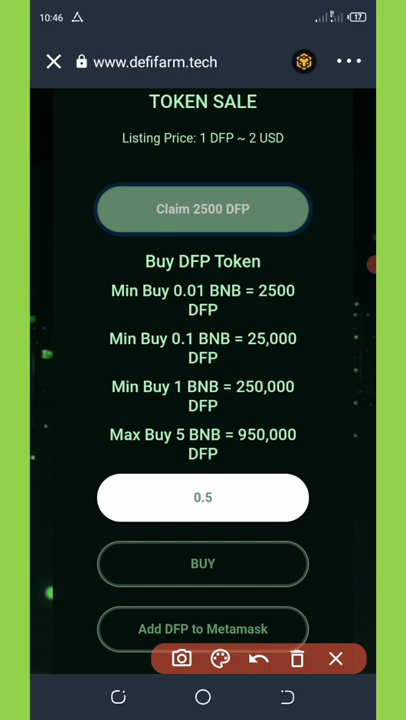 10:46
17
www.defifarm.tech
TOKEN SALE
Listing Price: 1 DFP ~ 2 USD
Claim 2500 DFP
Buy DFP Token
Min Buy 0.01 BNB = 2500
DFP
Min Buy 0.1 BNB = 25,000
DFP
Min Buy 1 BNB = 250,000
DFP
Max Buy 5 BNB = 950,000
DFP
0.5
BUY
Add DFP to Metamask